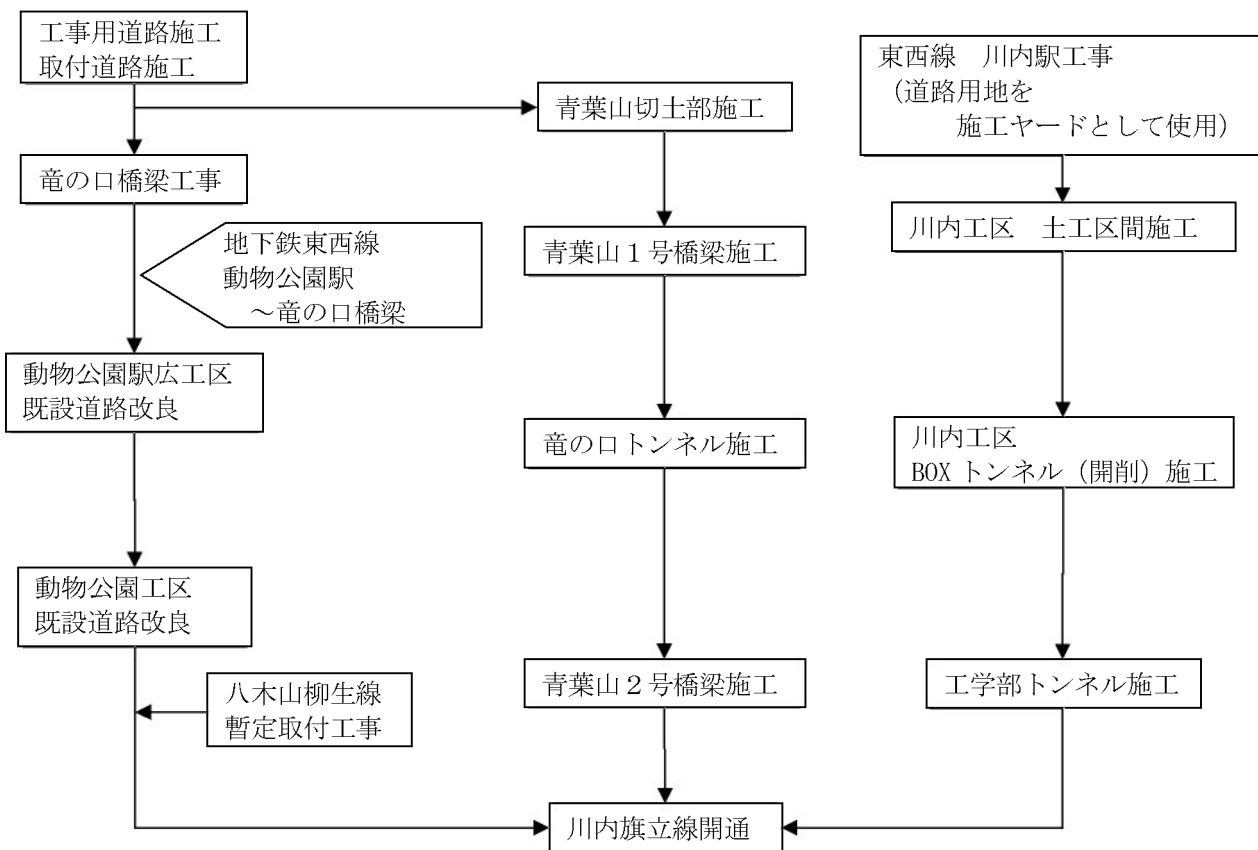 工事用道路施工
取付道路施工
青葉山切土部施工
東西線　川内駅工事
（道路用地を
施工ヤードとして使用）
竜の口橋梁工事
川内工区　土工区間施工
地下鉄東西線
動物公園駅
～竜の口橋梁
青葉山１号橋梁施工
動物公園駅広工区
既設道路改良
竜の口トンネル施工
川内工区
BOXトンネル（開削）施工
動物公園工区
既設道路改良
八木山柳生線
暫定取付工事
青葉山２号橋梁施工
工学部トンネル施工
川内旗立線開通